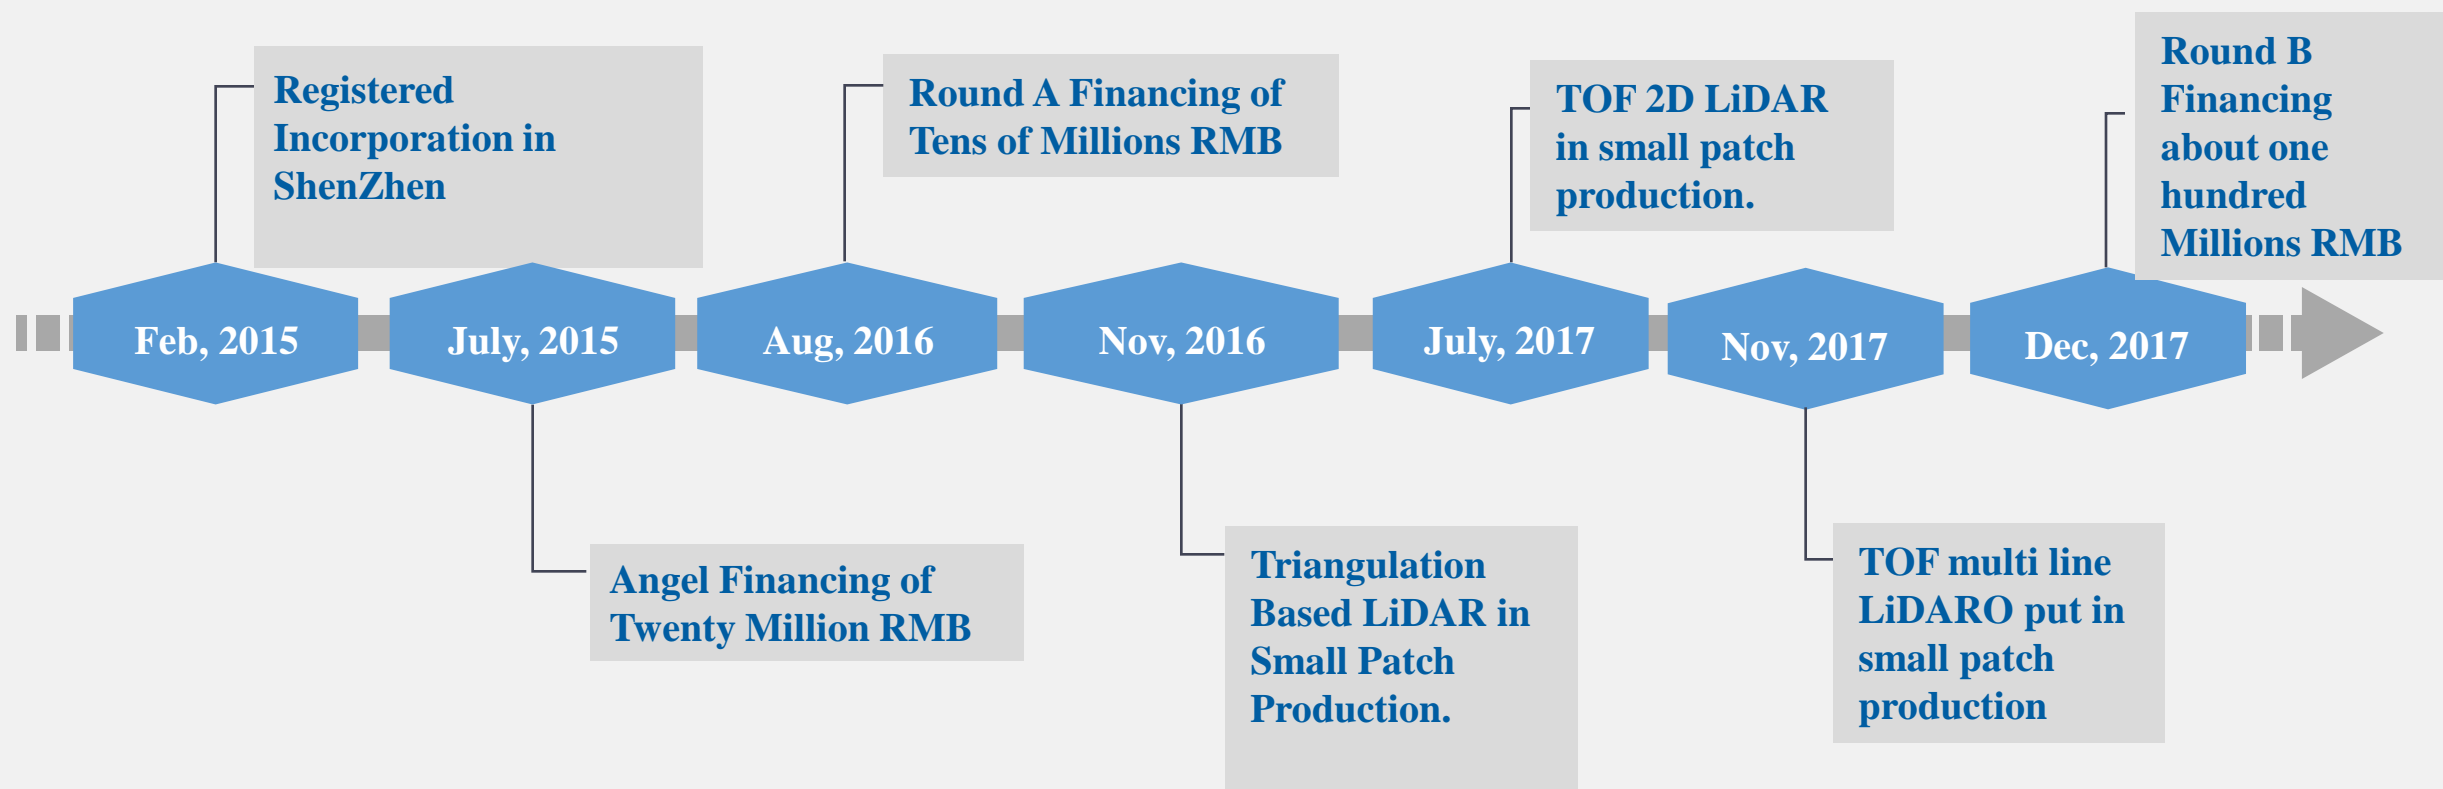 Registered
Incorporation in
ShenZhen
Round A Financing of
Tens of Millions RMB
TOF 2D LiDAR
in small patch
production.
Round B
Financing
about one
hundred
Millions RMB
Feb, 2015
July, 2015
Aug, 2016
Nov, 2016
July, 2017
Nov, 2017
Dec, 2017
Angel Financing of
Twenty Million RMB
Triangulation
Based LiDAR in
Small Patch
Production.
TOF multi line
LiDARO put in
small patch
production